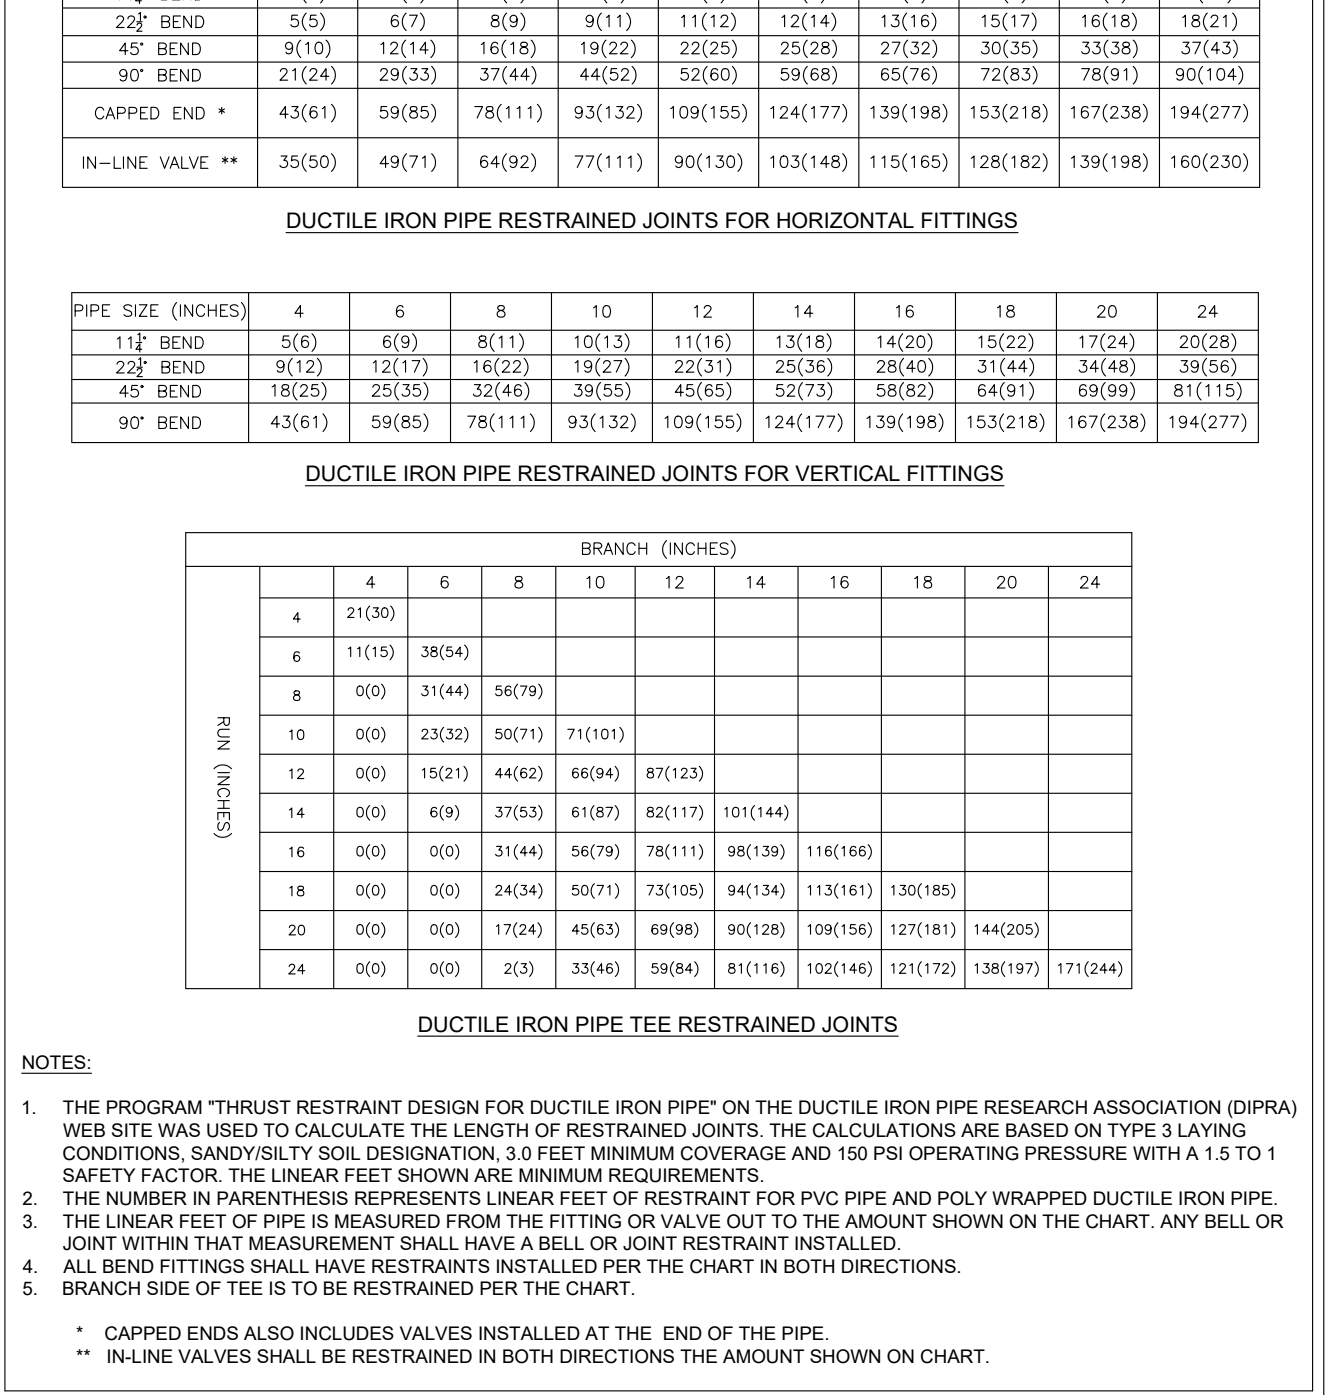 22½° BEND 5(5) 6(7) 8(9) 9(11) 11(12) 12(14) 13(16) 15(17) 16(18) 18(21)
45° BEND 9(10) 12(14) 16(18) 19(22) 22(25) 25(28) 27(32) 30(35) 33(38) 37(43)
90° BEND 21(24) 29(33) 37(44) 44(52) 52(60) 59(68) 65(76) 72(83) 78(91) 90(104)
CAPPED END * 43(61) 59(85) 78(111) 93(132) 109(155) 124(177) 139(198) 153(218) 167(238) 194(277)
IN-LINE VALVE ** 35(50) 49(71) 64(92) 77(111) 90(130) 103(148) 115(165) 128(182) 139(198) 160(230)
DUCTILE IRON PIPE RESTRAINED JOINTS FOR HORIZONTAL FITTINGS
PIPE SIZE (INCHES) 4 6 8 10 12 14 16 18 20 24
11¼° BEND 5(6) 6(9) 8(11) 10(13) 11(16) 13(18) 14(20) 15(22) 17(24) 20(28)
22½° BEND 9(12) 12(17) 16(22) 19(27) 22(31) 25(36) 28(40) 31(44) 34(48) 39(56)
45° BEND 18(25) 25(35) 32(46) 39(55) 45(65) 52(73) 58(82) 64(91) 69(99) 81(115)
90° BEND 43(61) 59(85) 78(111) 93(132) 109(155) 124(177) 139(198) 153(218) 167(238) 194(277)
DUCTILE IRON PIPE RESTRAINED JOINTS FOR VERTICAL FITTINGS
BRANCH (INCHES)
RUN (INCHES)
4 6 8 10 12 14 16 18 20 24
4 21(30)
6 11(15) 38(54)
8 0(0) 31(44) 56(79)
10 0(0) 23(32) 50(71) 71(101)
12 0(0) 15(21) 44(62) 66(94) 87(123)
14 0(0) 6(9) 37(53) 61(87) 82(117) 101(144)
16 0(0) 0(0) 31(44) 56(79) 78(111) 98(139) 116(166)
18 0(0) 0(0) 24(34) 50(71) 73(105) 94(134) 113(161) 130(185)
20 0(0) 0(0) 17(24) 45(63) 69(98) 90(128) 109(156) 127(181) 144(205)
24 0(0) 0(0) 2(3) 33(46) 59(84) 81(116) 102(146) 121(172) 138(197) 171(244)
DUCTILE IRON PIPE TEE RESTRAINED JOINTS
NOTES:
1. THE PROGRAM "THRUST RESTRAINT DESIGN FOR DUCTILE IRON PIPE" ON THE DUCTILE IRON PIPE RESEARCH ASSOCIATION (DIPRA)
WEB SITE WAS USED TO CALCULATE THE LENGTH OF RESTRAINED JOINTS. THE CALCULATIONS ARE BASED ON TYPE 3 LAYING
CONDITIONS, SANDY/SILTY SOIL DESIGNATION, 3.0 FEET MINIMUM COVERAGE AND 150 PSI OPERATING PRESSURE WITH A 1.5 TO 1
SAFETY FACTOR. THE LINEAR FEET SHOWN ARE MINIMUM REQUIREMENTS.
2. THE NUMBER IN PARENTHESIS REPRESENTS LINEAR FEET OF RESTRAINT FOR PVC PIPE AND POLY WRAPPED DUCTILE IRON PIPE.
3. THE LINEAR FEET OF PIPE IS MEASURED FROM THE FITTING OR VALVE OUT TO THE AMOUNT SHOWN ON THE CHART. ANY BELL OR
JOINT WITHIN THAT MEASUREMENT SHALL HAVE A BELL OR JOINT RESTRAINT INSTALLED.
4. ALL BEND FITTINGS SHALL HAVE RESTRAINTS INSTALLED PER THE CHART IN BOTH DIRECTIONS.
5. BRANCH SIDE OF TEE IS TO BE RESTRAINED PER THE CHART.
* CAPPED ENDS ALSO INCLUDES VALVES INSTALLED AT THE END OF THE PIPE.
** IN-LINE VALVES SHALL BE RESTRAINED IN BOTH DIRECTIONS THE AMOUNT SHOWN ON CHART.